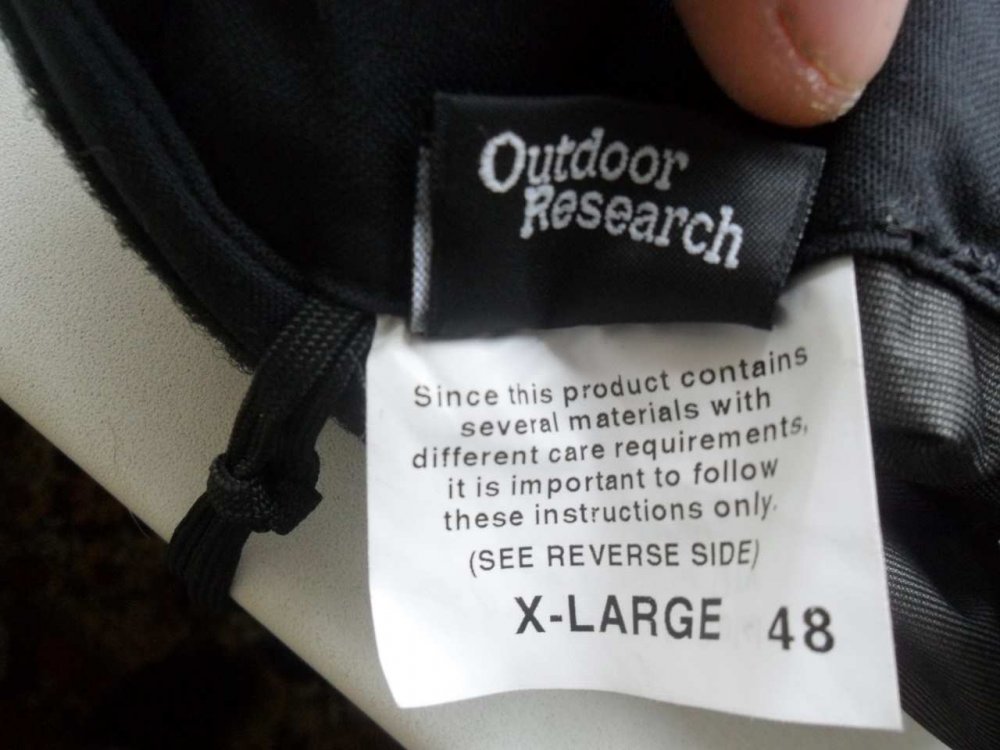 Outdoor
Research
Since this product contains
several materials with
different care requirements,
it is important to follow
these instructions only.
(SEE REVERSE SIDE)
X-LARGE 48